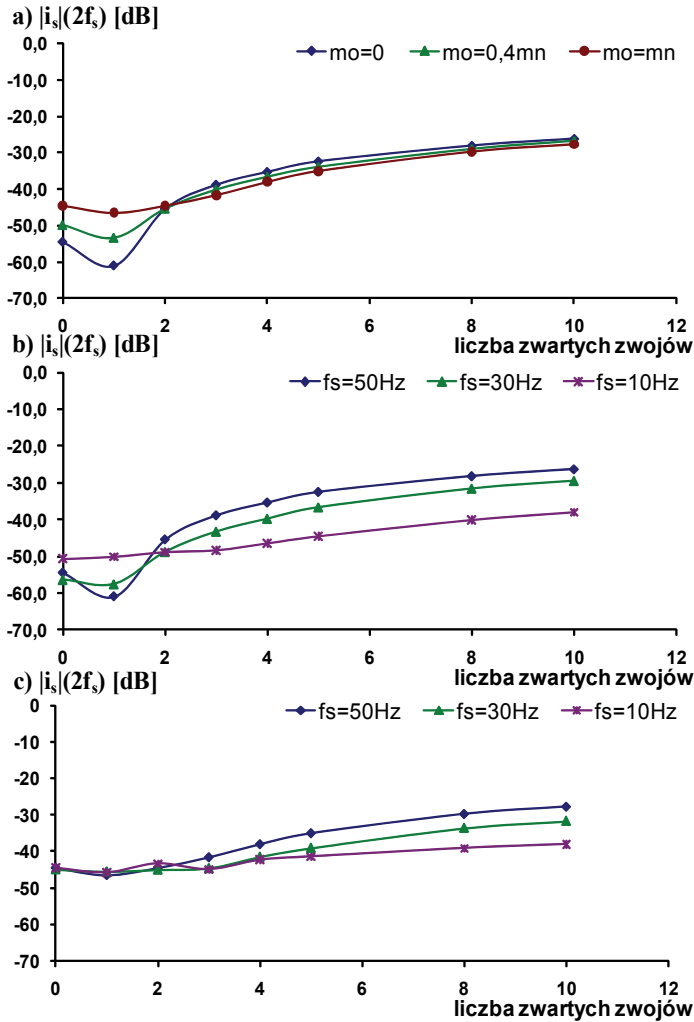 a) |iₛ|(2fₛ) [dB]
0,0
mo=0 mo=0,4mn mo=mn
-10,0
-20,0
-30,0
-40,0
-50,0
-60,0
-70,0
0 2 4 6 8 10 12
liczba zwartych zwojów
b) |iₛ|(2fₛ) [dB]
0,0
fs=50Hz fs=30Hz fs=10Hz
-10,0
-20,0
-30,0
-40,0
-50,0
-60,0
-70,0
0 2 4 6 8 10 12
liczba zwartych zwojów
c) |iₛ|(2fₛ) [dB]
0
fs=50Hz fs=30Hz fs=10Hz
-10
-20
-30
-40
-50
-60
-70
0 2 4 6 8 10 12
liczba zwartych zwojów